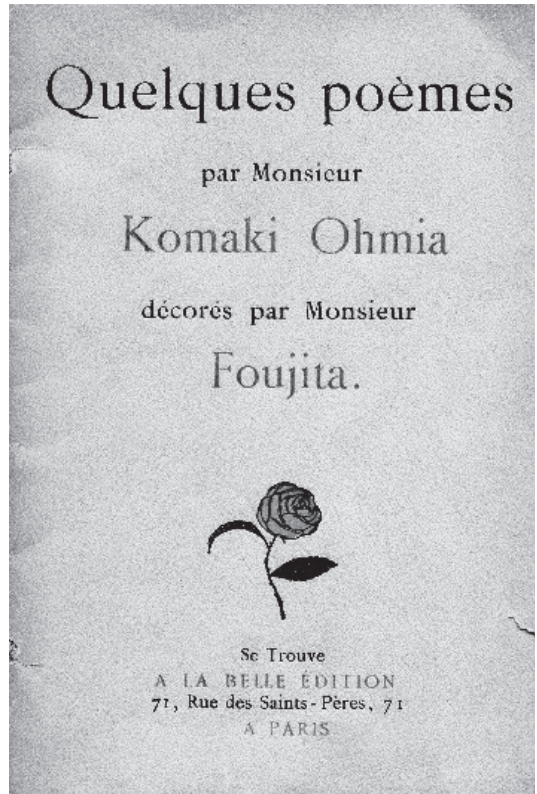 Quelques poèmes
par Monsieur
Komaki Ohmia
décorés par Monsieur
Foujita.
Se Trouve
A LA BELLE ÉDITION
71, Rue des Saints-Pères, 71
A PARIS